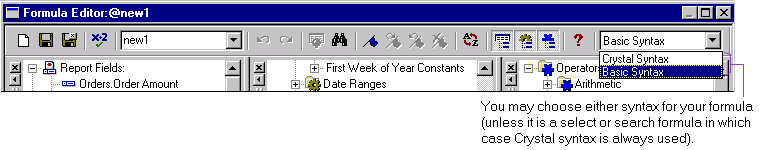 Formula Editor:@new1
new1
Basic Syntax
Crystal Syntax
Basic Syntax
Report Fields:
Orders.Order Amount
First Week of Year Constants
Date Ranges
Operators
Arithmetic
You may choose either syntax for your formula
(unless it is a select or search formula in which
case Crystal syntax is always used).